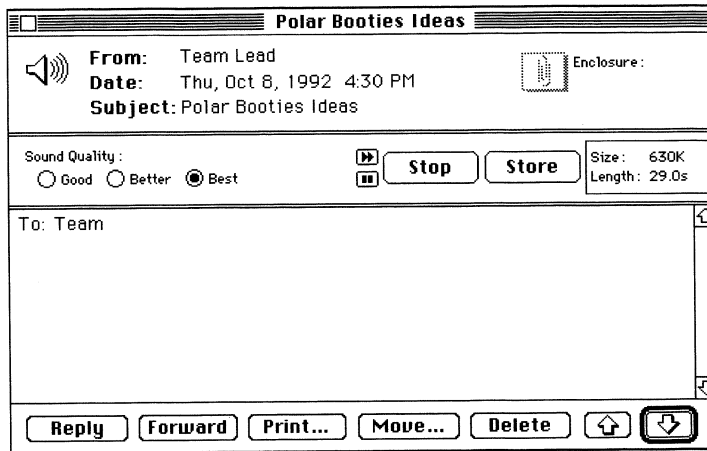 Polar Booties Ideas
From: Team Lead
Date: Thu, Oct 8, 1992 4:30 PM
Subject: Polar Booties Ideas
Enclosure:
Sound Quality:
Good Better Best
Stop Store
Size: 630K
Length: 29.0s
To: Team
Reply Forward Print... Move... Delete